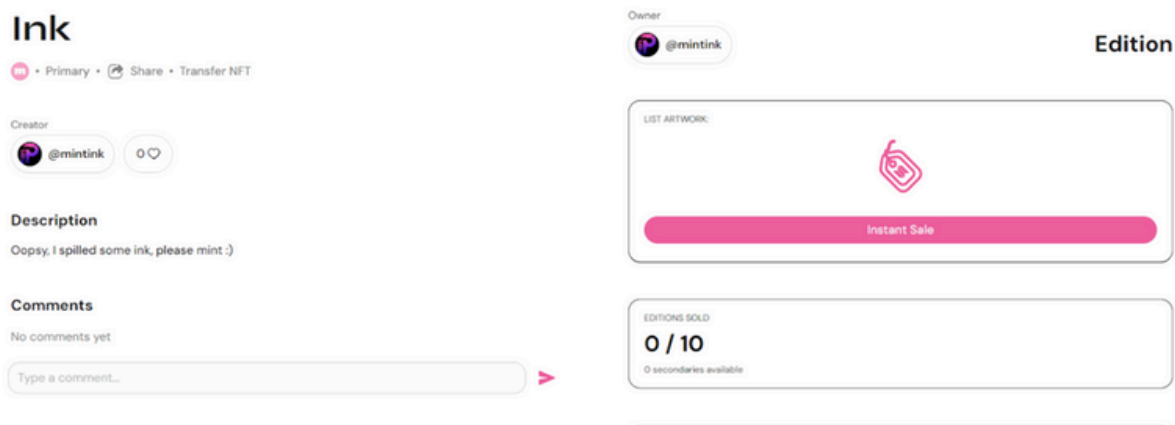 Ink
m • Primary • Share • Transfer NFT
Creator
@mintink 0
Description
Oopsy, I spilled some ink, please mint :)
Comments
No comments yet
Type a comment...
Owner
@mintink
Edition
LIST ARTWORK:
Instant Sale
EDITIONS SOLD
0 / 10
0 secondaries available